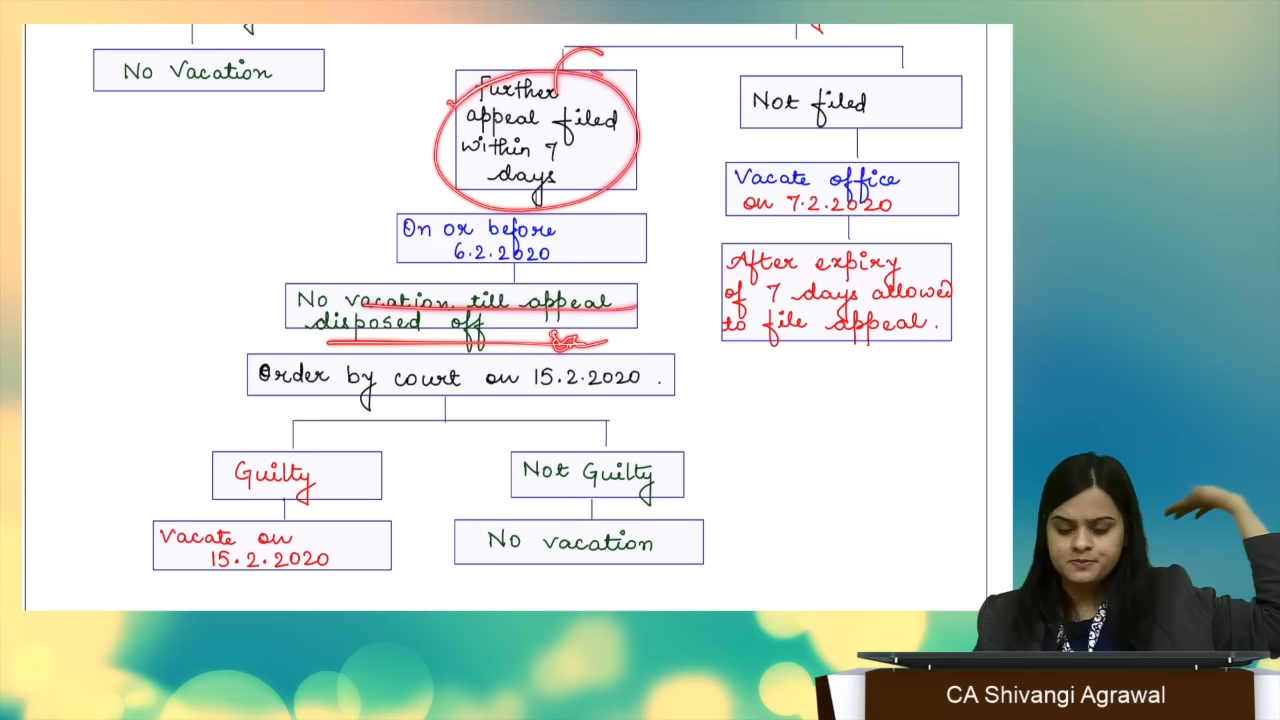 No Vacation
Further
appeal filed
within 7
days
Not filed
On or before
6.2.2020
Vacate office
on 7.2.2020
No vacation till appeal
disposed off
After expiry
of 7 days allowed
to file appeal.
Order by court on 15.2.2020.
Guilty
Not Guilty
Vacate on
15.2.2020
No vacation
CA Shivangi Agrawal